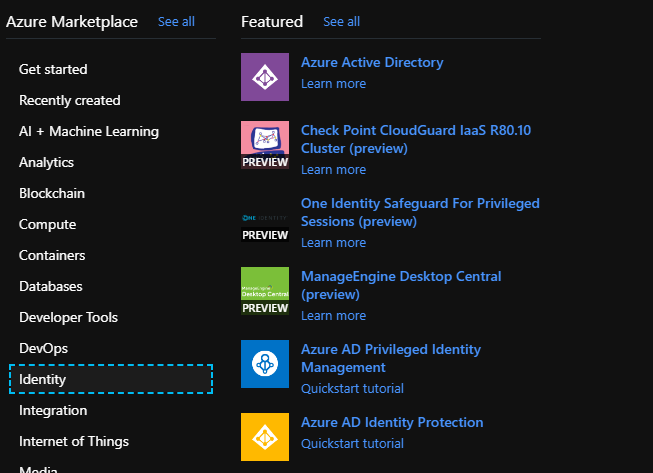 Azure Marketplace See all
Get started
Recently created
AI + Machine Learning
Analytics
Blockchain
Compute
Containers
Databases
Developer Tools
DevOps
Identity
Integration
Internet of Things
Media
Featured See all
Azure Active Directory
Learn more
PREVIEW
Check Point CloudGuard IaaS R80.10
Cluster (preview)
Learn more
ONE IDENTITY
PREVIEW
One Identity Safeguard For Privileged
Sessions (preview)
Learn more
ManageEngine
Desktop Central
PREVIEW
ManageEngine Desktop Central
(preview)
Learn more
Azure AD Privileged Identity
Management
Quickstart tutorial
Azure AD Identity Protection
Quickstart tutorial